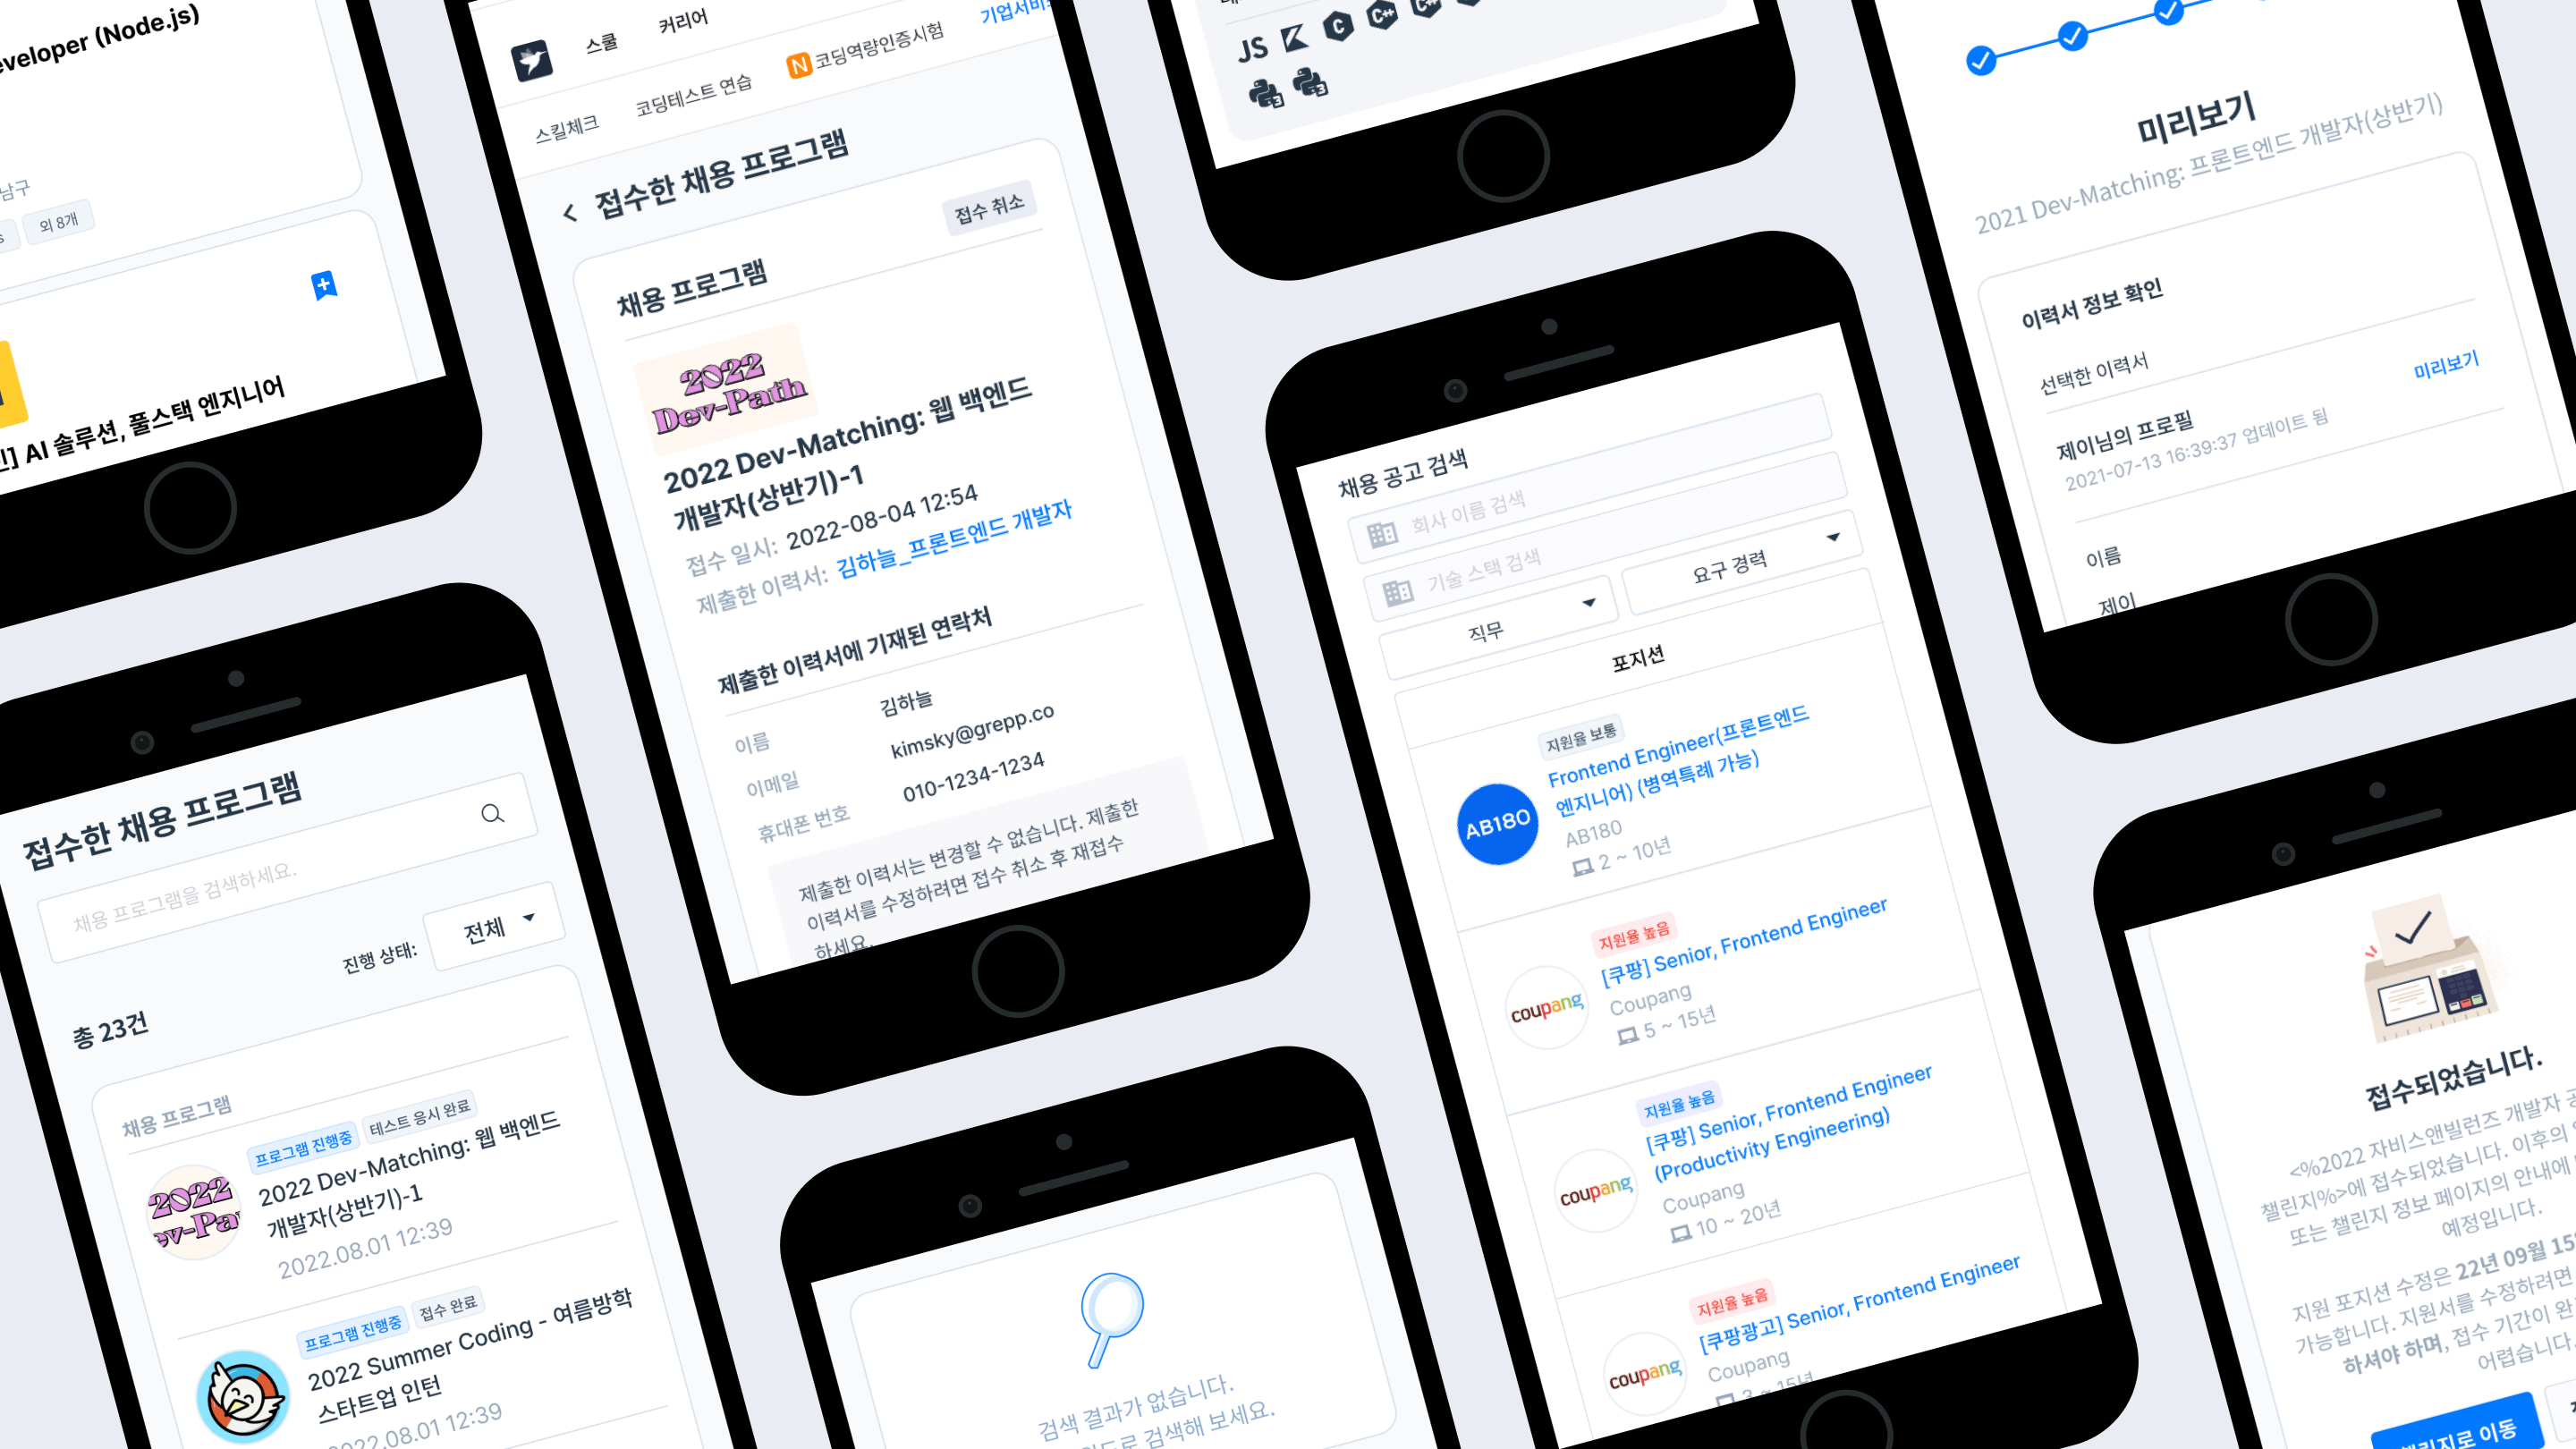 eveloper (Node.js)
남구
외 8개
AI 솔루션, 풀스택 엔지니어
접수한 채용 프로그램
채용 프로그램을 검색하세요.
진행 상태:
전체
총 23건
채용 프로그램
프로그램 진행중
테스트 응시 완료
2022 Dev-Matching: 웹 백엔드
개발자(상반기)-1
2022.08.01 12:39
프로그램 진행중
접수 완료
2022 Summer Coding - 여름방학
스타트업 인턴
2022.08.01 12:39
스쿨
커리어
기업서비스
스킬체크
코딩테스트 연습
N 코딩역량인증시험
접수한 채용 프로그램
접수 취소
채용 프로그램
2022
Dev-Path
2022 Dev-Matching: 웹 백엔드
개발자(상반기)-1
접수 일시: 2022-08-04 12:54
제출한 이력서: 김하늘_프론트엔드 개발자
제출한 이력서에 기재된 연락처
이름
김하늘
이메일
kimsky@grepp.co
휴대폰 번호
010-1234-1234
제출한 이력서는 변경할 수 없습니다. 제출한
이력서를 수정하려면 접수 취소 후 재접수
하세요.
검색 결과가 없습니다.
검색해 보세요.
JS
C
C++
채용 공고 검색
회사 이름 검색
기술 스택 검색
직무
요구 경력
포지션
지원율 보통
Frontend Engineer(프론트엔드
엔지니어) (병역특례 가능)
AB180
AB180
2 ~ 10년
지원율 높음
[쿠팡] Senior, Frontend Engineer
coupang
Coupang
5 ~ 15년
지원율 높음
[쿠팡] Senior, Frontend Engineer
(Productivity Engineering)
coupang
Coupang
10 ~ 20년
지원율 높음
[쿠팡광고] Senior, Frontend Engineer
coupang
Coupang
3 ~ 15년
미리보기
2021 Dev-Matching: 프론트엔드 개발자(상반기)
이력서 정보 확인
선택한 이력서
제이님의 프로필
미리보기
2021-07-13 16:39:37 업데이트 됨
이름
제이
접수되었습니다.
<%2022 자비스앤빌런즈 개발자
챌린지%>에 접수되었습니다. 이후의
또는 챌린지 정보 페이지의 안내에
예정입니다.
지원 포지션 수정은 22년 09월 15
가능합니다. 지원서를 수정하려면
하셔야 하며, 접수 기간이
어렵습니다.
챌린지로 이동